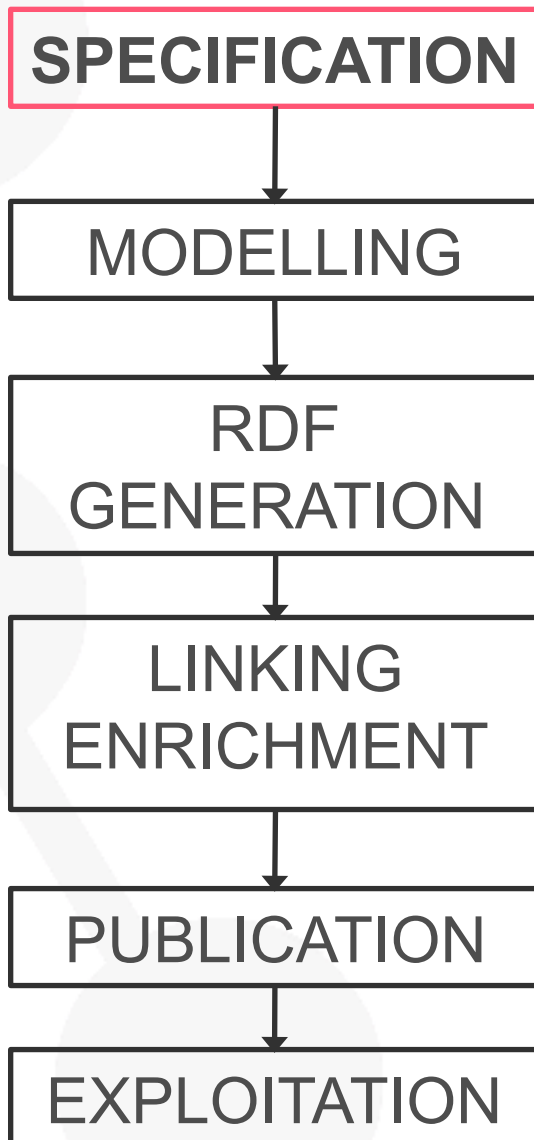 SPECIFICATION
MODELLING
RDF
GENERATION
LINKING
ENRICHMENT
PUBLICATION
EXPLOITATION